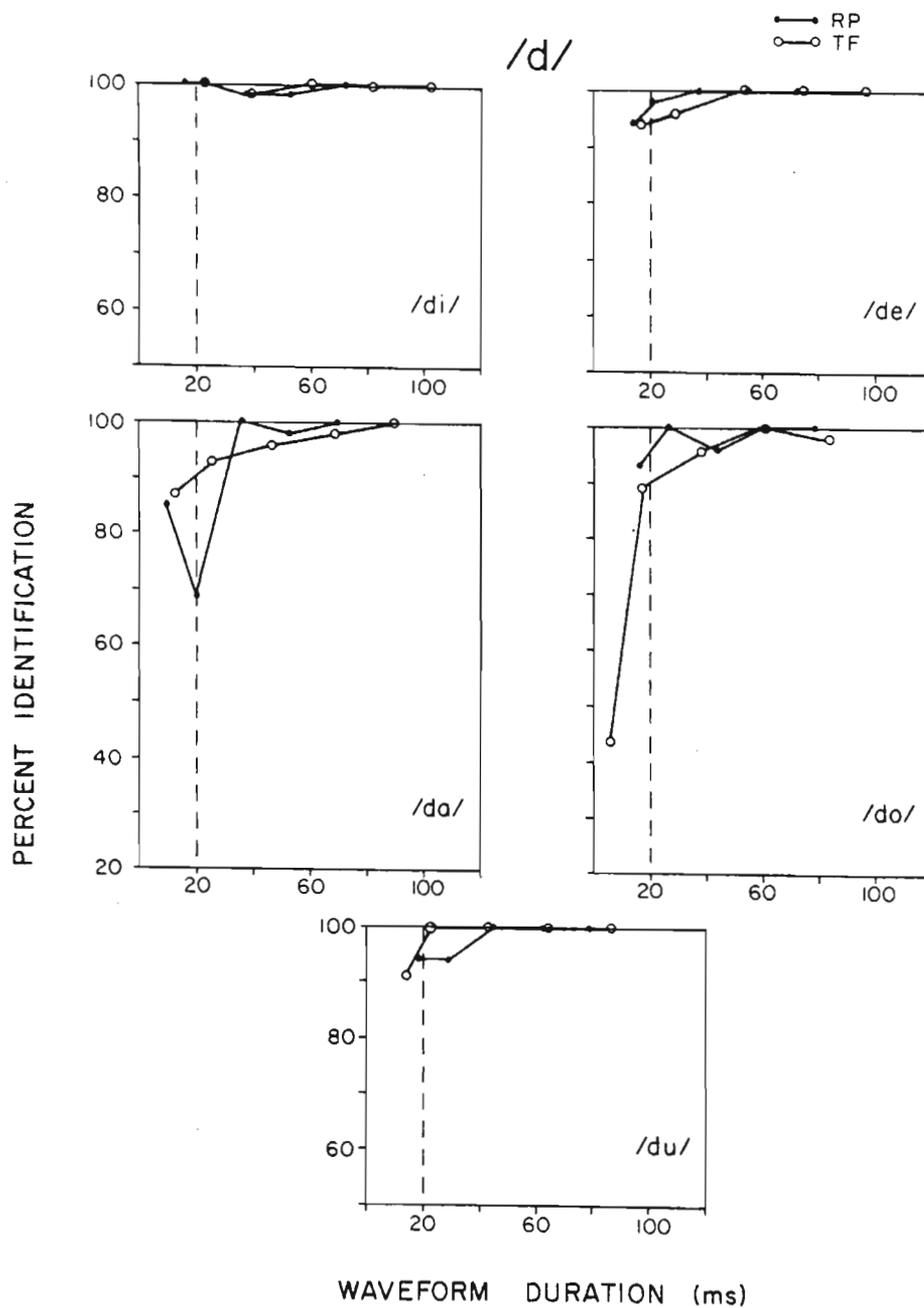 RP
TF
/d/
100
80
60
20 60 100
/di/
20 60 100
/de/
100
80
60
40
20
20 60 100
/da/
20 60 100
/do/
100
80
60
20 60 100
/du/
PERCENT IDENTIFICATION
WAVEFORM DURATION (ms)